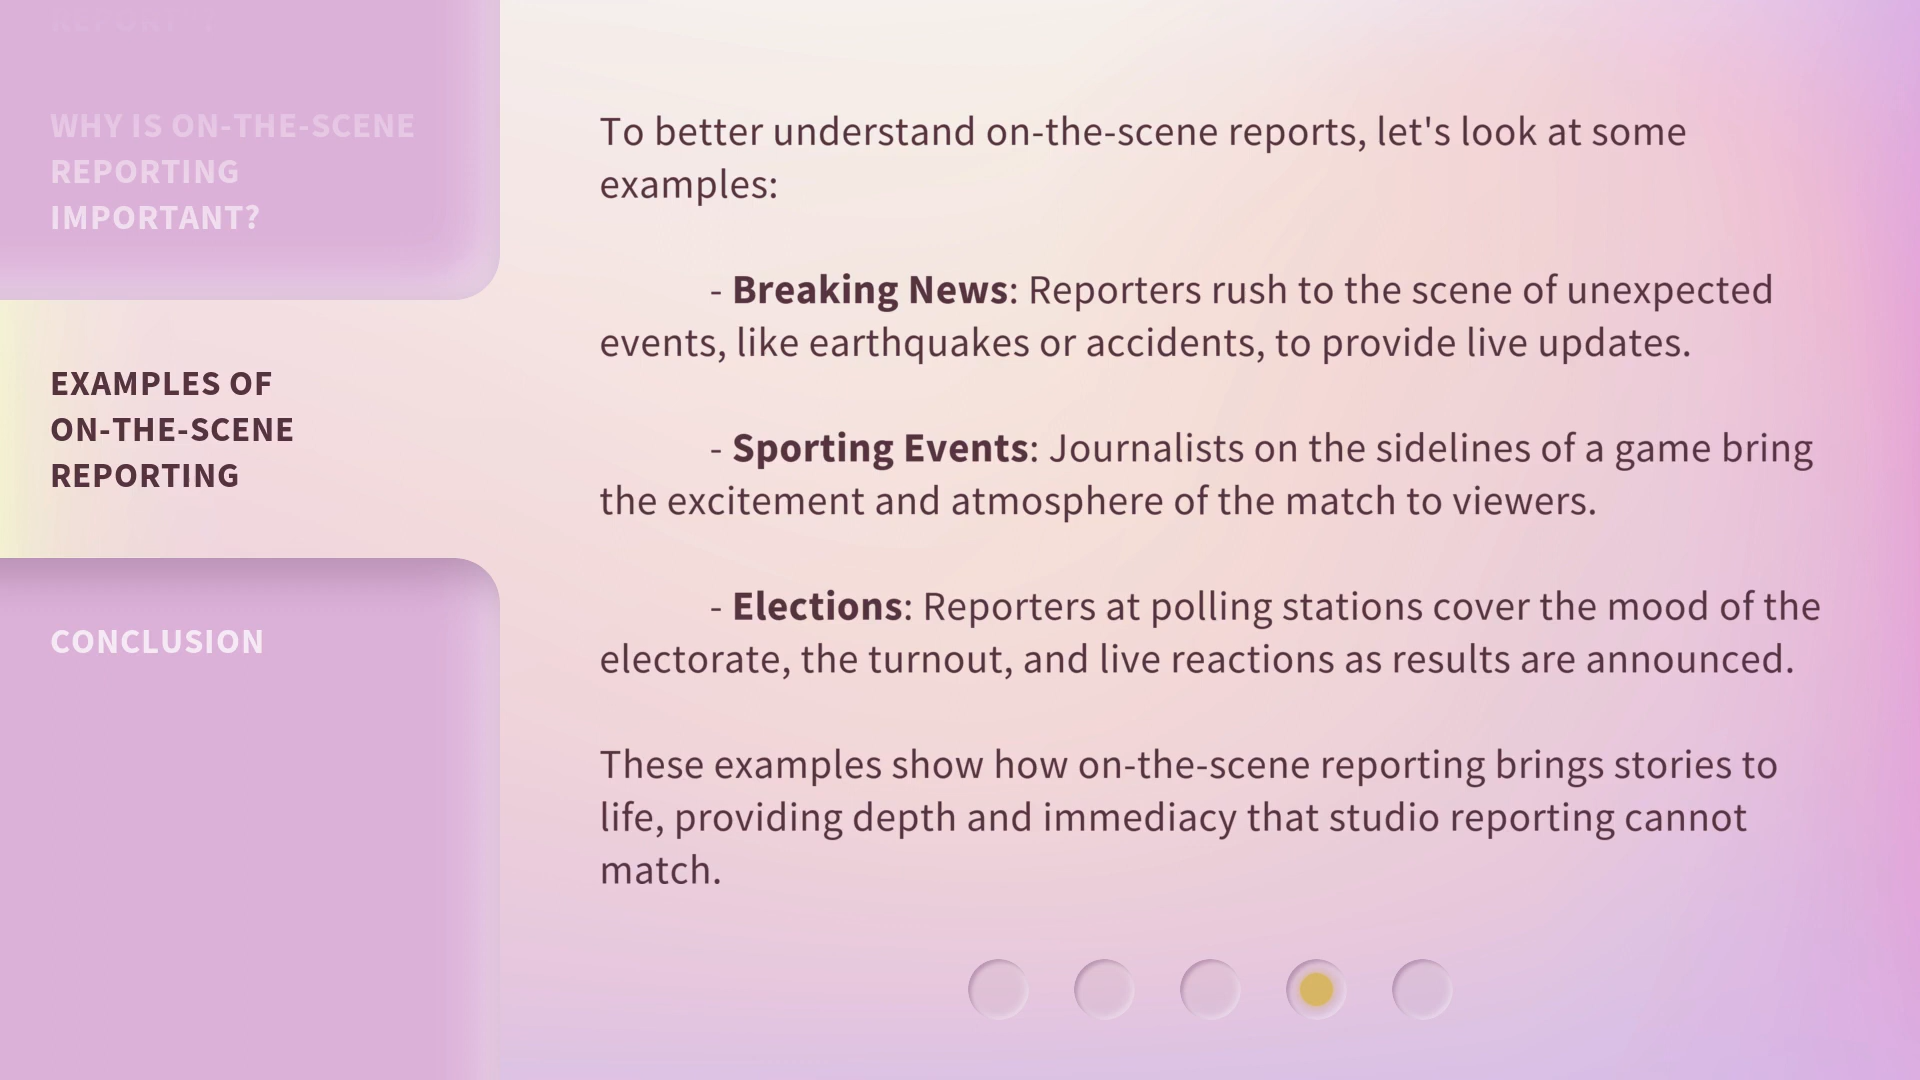 WHY IS ON-THE-SCENE
REPORTING
IMPORTANT?
EXAMPLES OF
ON-THE-SCENE
REPORTING
CONCLUSION
To better understand on-the-scene reports, let's look at some
examples:
- Breaking News: Reporters rush to the scene of unexpected
events, like earthquakes or accidents, to provide live updates.
- Sporting Events: Journalists on the sidelines of a game bring
the excitement and atmosphere of the match to viewers.
- Elections: Reporters at polling stations cover the mood of the
electorate, the turnout, and live reactions as results are announced.
These examples show how on-the-scene reporting brings stories to
life, providing depth and immediacy that studio reporting cannot
match.